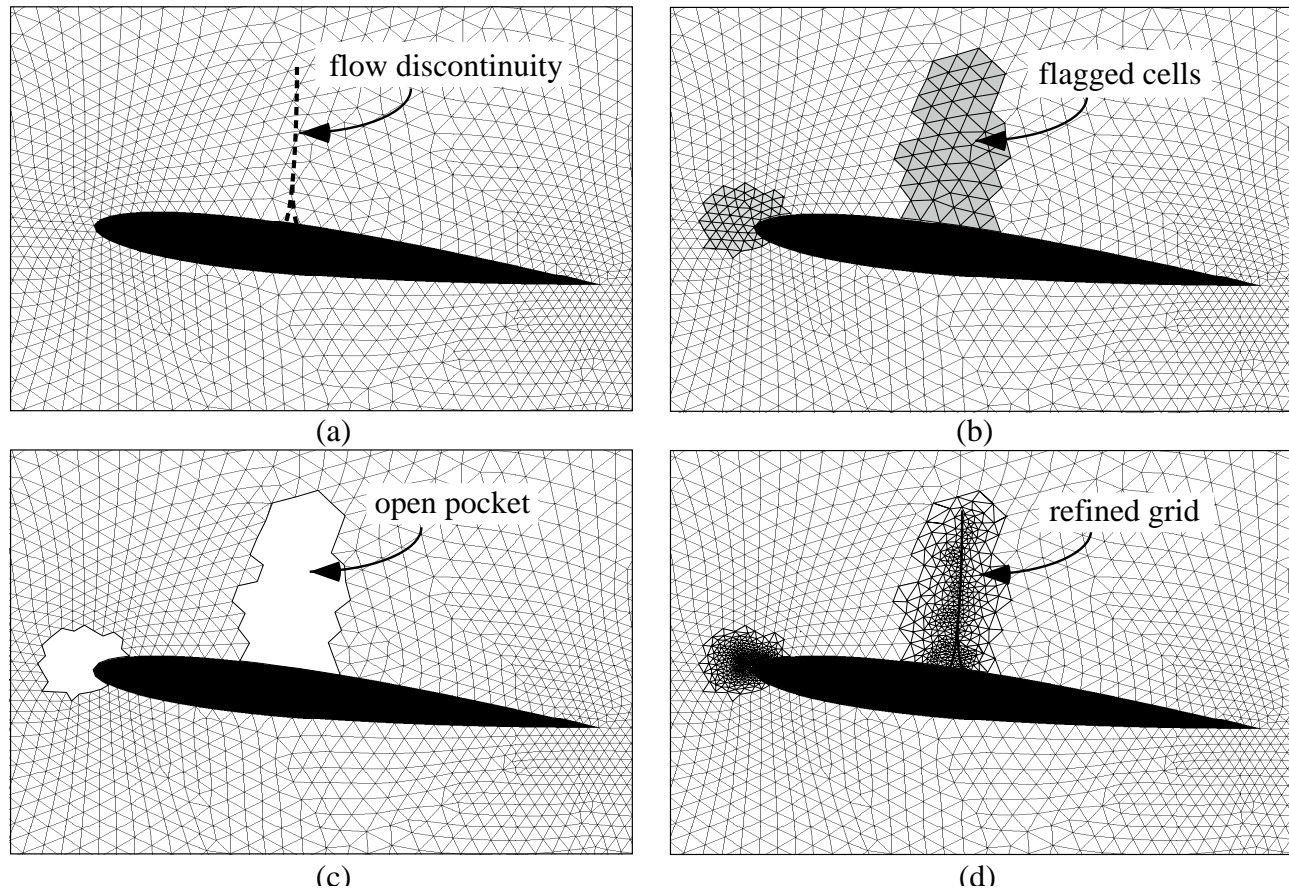 flow discontinuity
flagged cells
(a)
(b)
open pocket
refined grid
(c)
(d)